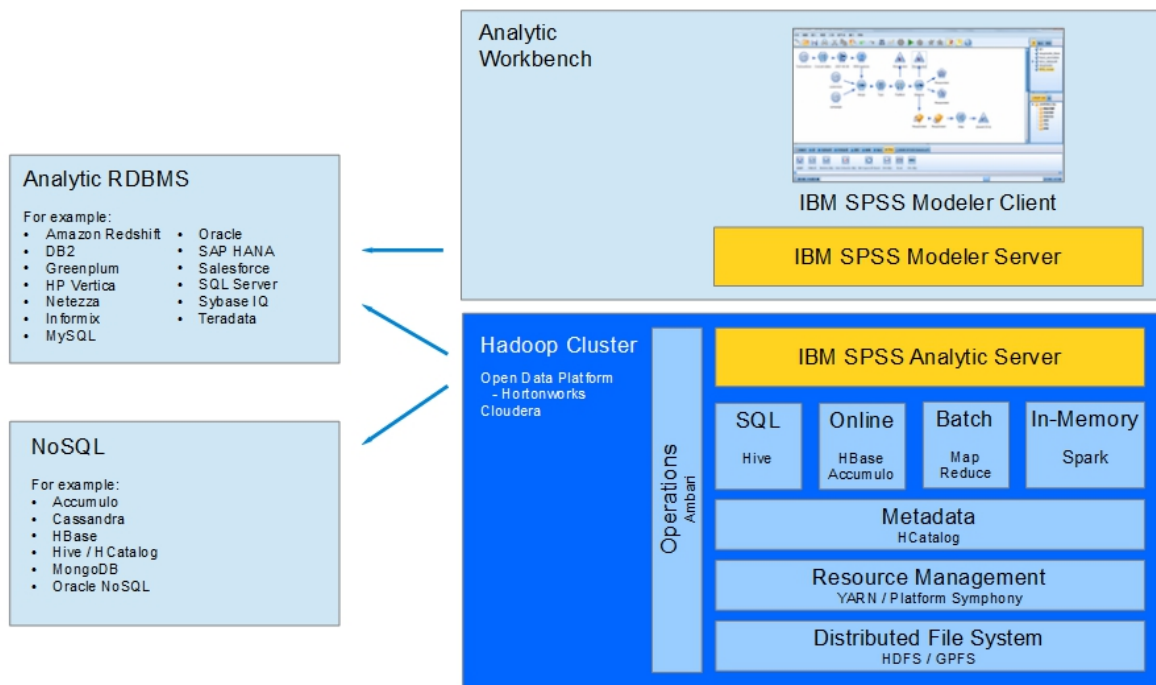 Analytic
Workbench
IBM SPSS Modeler Client
IBM SPSS Modeler Server
Analytic RDBMS
For example:
• Amazon Redshift
• DB2
• Greenplum
• HP Vertica
• Netezza
• Informix
• MySQL
• Oracle
• SAP HANA
• Salesforce
• SQL Server
• Sybase IQ
• Teradata
NoSQL
For example:
• Accumulo
• Cassandra
• HBase
• Hive / HCatalog
• MongoDB
• Oracle NoSQL
Hadoop Cluster
Open Data Platform
- Hortonworks
Cloudera
Operations
Ambari
IBM SPSS Analytic Server
SQL
Hive
Online
HBase
Accumulo
Batch
Map
Reduce
In-Memory
Spark
Metadata
HCatalog
Resource Management
YARN / Platform Symphony
Distributed File System
HDFS / GPFS